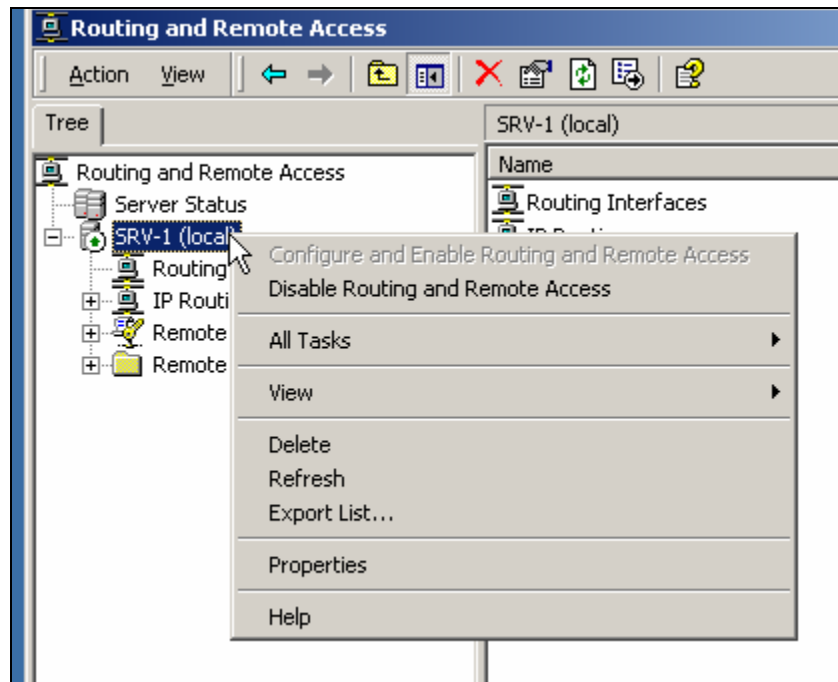 Routing and Remote Access
Action View
Tree
SRV-1 (local)
Routing and Remote Access
Name
Server Status
Routing Interfaces
SRV-1 (local)
Routing
IP Routi
Remote
Remote
Configure and Enable Routing and Remote Access
Disable Routing and Remote Access
All Tasks
View
Delete
Refresh
Export List...
Properties
Help